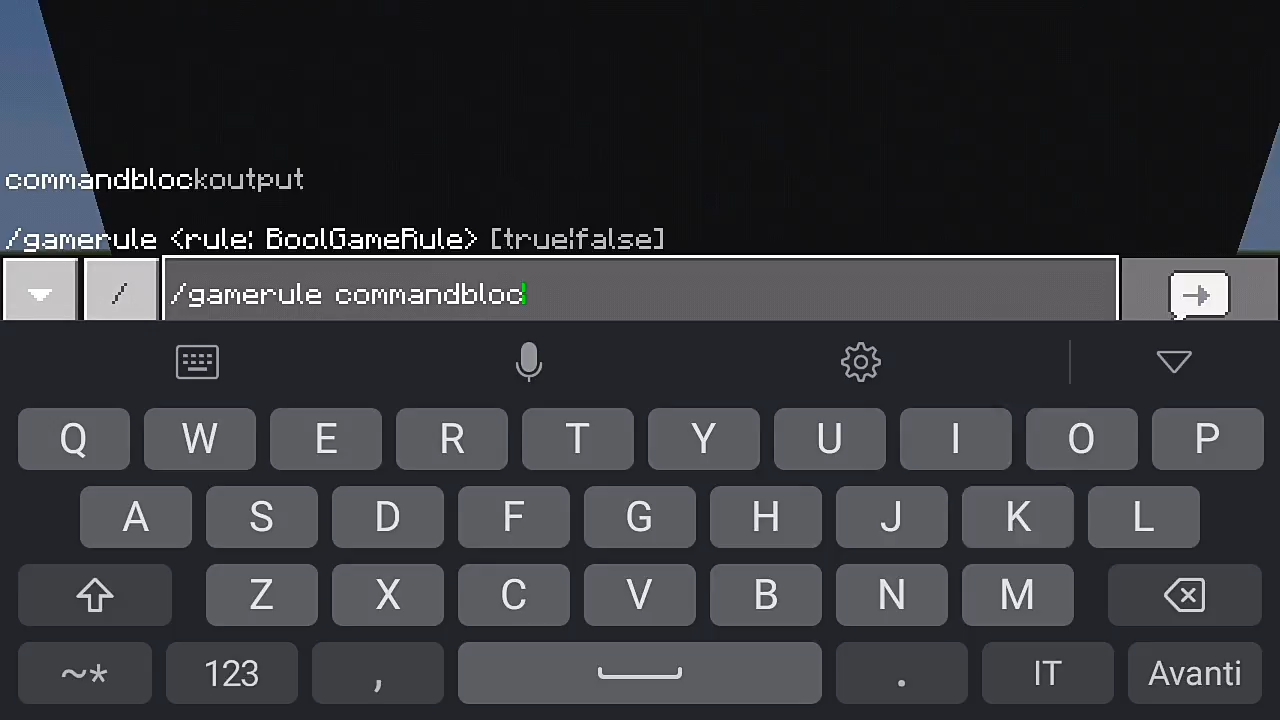 commandblockoutput
/gamerule <rule: BoolGameRule> [true|false]
/
/gamerule commandbloc
Q W E R T Y U I O P
A S D F G H J K L
Z X C V B N M
~* 123 , . IT Avanti